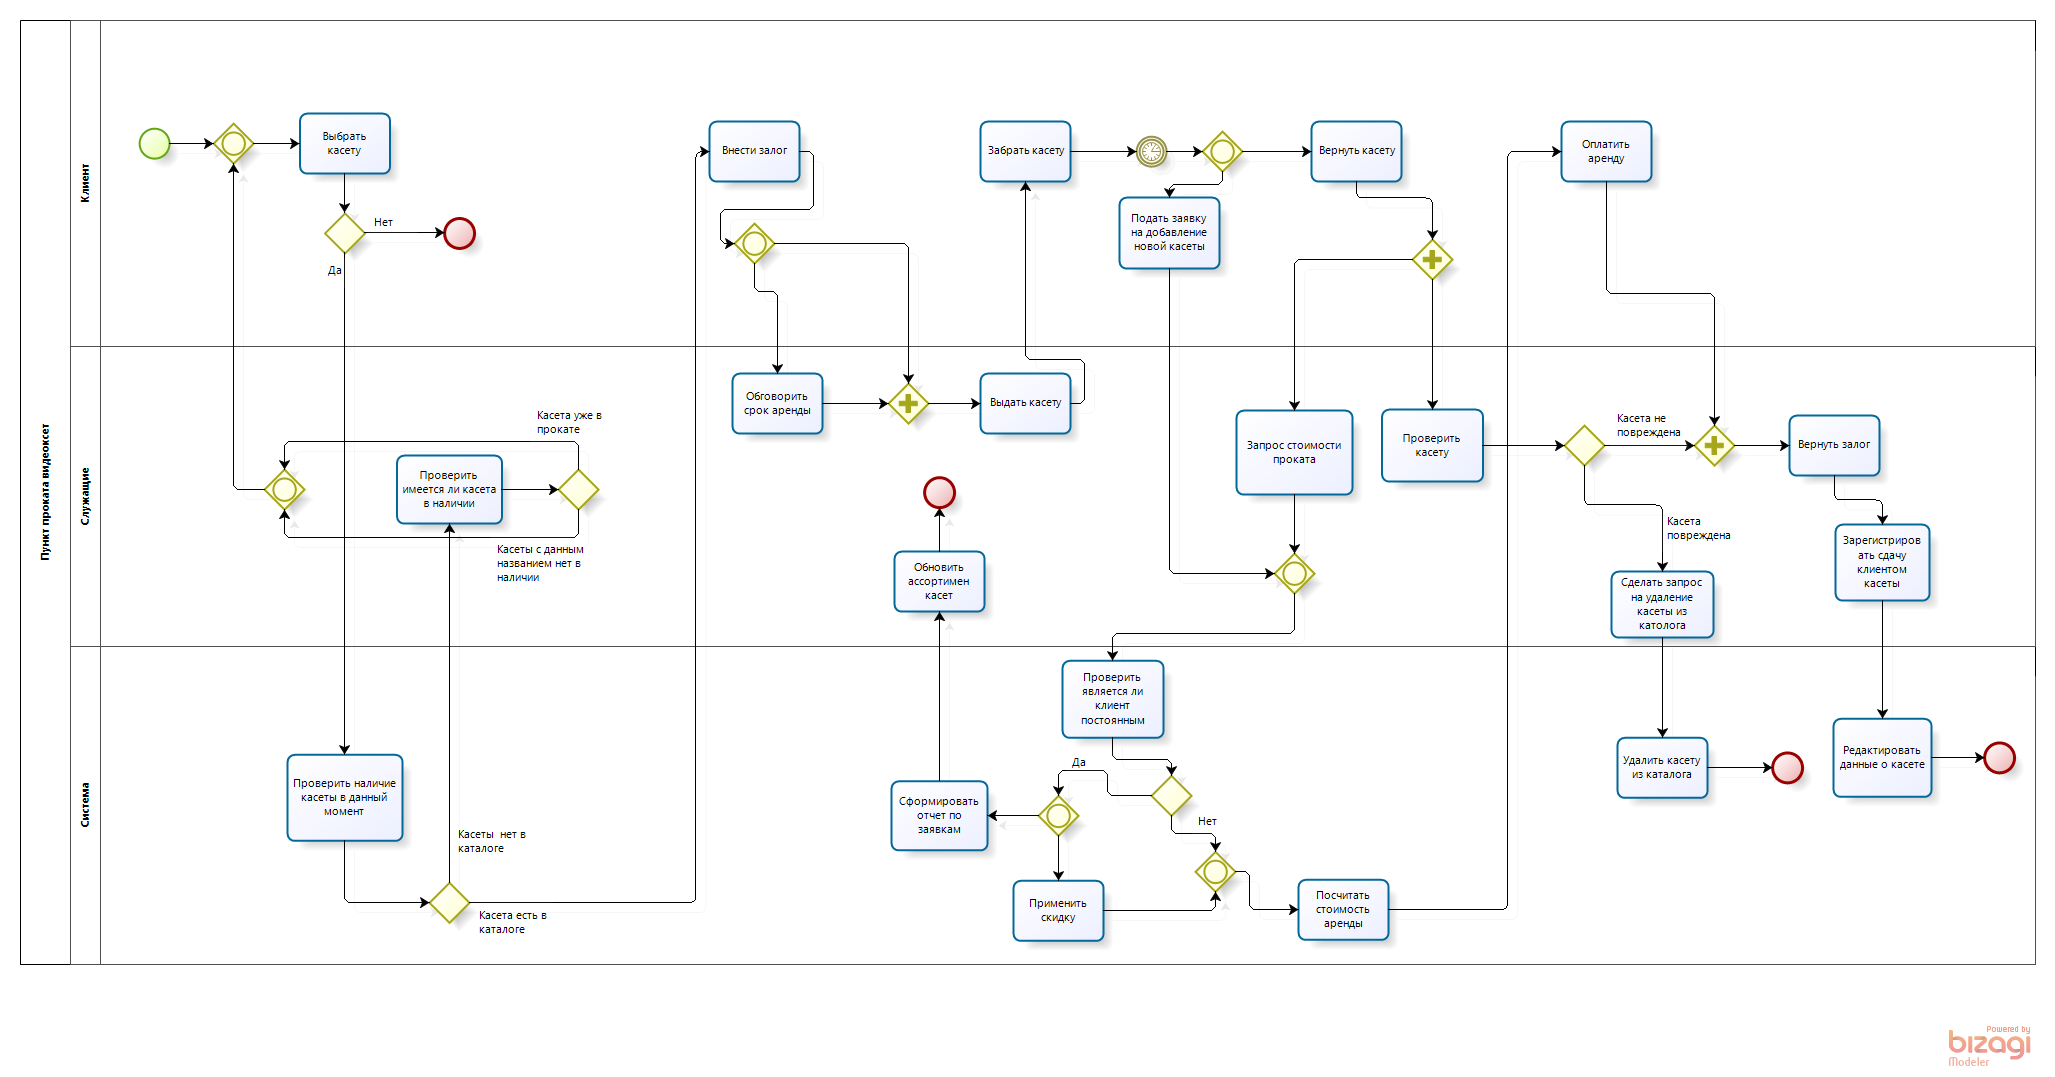 Пункт проката видеоксет
Клиент
Выбрать
касету
Нет
Да
Внести залог
Забрать касету
Подать заявку
на добавление
новой касеты
Вернуть касету
Оплатить
аренду
Служащие
Касета уже в
прокате
Проверить
имеется ли касета
в наличии
Касеты с данным
названием нет в
наличии
Обговорить
срок аренды
Выдать касету
Обновить
ассортимен
касет
Запрос стоимости
проката
Проверить
касету
Касета не
повреждена
Касета
повреждена
Сделать запрос
на удаление
касеты из
католога
Вернуть залог
Зарегистриров
ать сдачу
клиентом
касеты
Система
Проверить наличие
касеты в данный
момент
Касеты  нет в
каталоге
Касета есть в
каталоге
Сформировать
отчет по
заявкам
Проверить
является ли
клиент
постоянным
Да
Нет
Применить
скидку
Посчитать
стоимость
аренды
Удалить касету
из каталога
Редактировать
данные о касете
Powered by
bizagi
Modeler